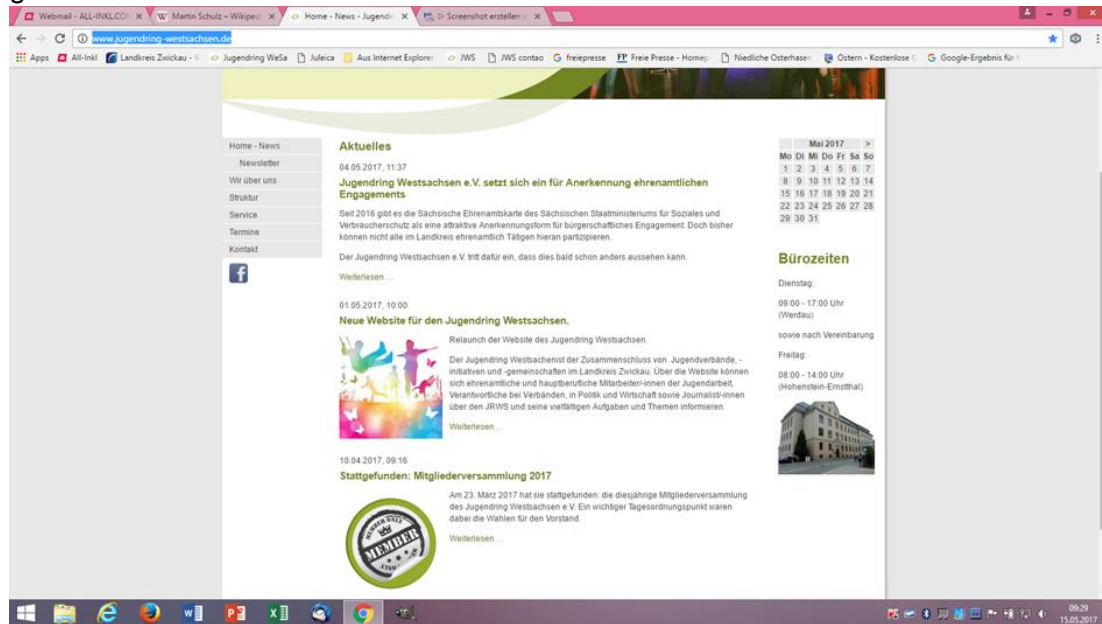 Webmail - ALL-INKL.CO
Martin Schulz – Wikiped
Home - News - Jugendri
Screenshot erstellen
www.jugendring-westsachsen.de
Apps
All-Inkl
Landkreis Zwickau -
Jugendring WeSa
Juleica
Aus Internet Explorer
JWS
JWS contao
freiepresse
FP Freie Presse - Homep
Niedliche Osterhasen
Ostern - Kostenlose
Google-Ergebnis für
Home - News
Newsletter
Wir über uns
Struktur
Service
Termine
Kontakt
Aktuelles
04.05.2017, 11:37
Jugendring Westsachsen e.V. setzt sich ein für Anerkennung ehrenamtlichen
Engagements
Seit 2016 gibt es die Sächsische Ehrenamtskarte des Sächsischen Staatministeriums für Soziales und
Verbraucherschutz als eine attraktive Anerkennungsform für bürgerschaftliches Engagement. Doch bisher
können nicht alle im Landkreis ehrenamtlich Tätigen hieran partizipieren.
Der Jugendring Westsachsen e.V. tritt dafür ein, dass dies bald schon anders aussehen kann.
Weiterlesen ...
01.05.2017, 10:00
Neue Website für den Jugendring Westsachsen.
Relaunch der Website des Jugendring Westsachsen.
Der Jugendring Westsachenist der Zusammenschluss von Jugendverbände, -
initiativen und -gemeinschaften im Landkreis Zwickau. Über die Website können
sich ehrenamtliche und hauptberufliche Mitarbeiter/-innen der Jugendarbeit,
Verantwortliche bei Verbänden, in Politik und Wirtschaft sowie Journalist/-innen
über den JRWS und seine vielfältigen Aufgaben und Themen informieren.
Weiterlesen ...
10.04.2017, 09:16
Stattgefunden: Mitgliederversammlung 2017
MEMBER ONLY
MEMBER
Am 23. März 2017 hat sie stattgefunden: die diesjährige Mitgliederversammlung
des Jugendring Westsachsen e.V. Ein wichtiger Tagesordnungspunkt waren
dabei die Wahlen für den Vorstand.
Weiterlesen ...
Mai 2017 >
Mo Di Mi Do Fr Sa So
1 2 3 4 5 6 7
8 9 10 11 12 13 14
15 16 17 18 19 20 21
22 23 24 25 26 27 28
29 30 31
Bürozeiten
Dienstag:
09:00 - 17:00 Uhr
(Werdau)
sowie nach Vereinbarung
Freitag:
08:00 - 14:00 Uhr
(Hohenstein-Ernstthal)
09:29
15.05.2017